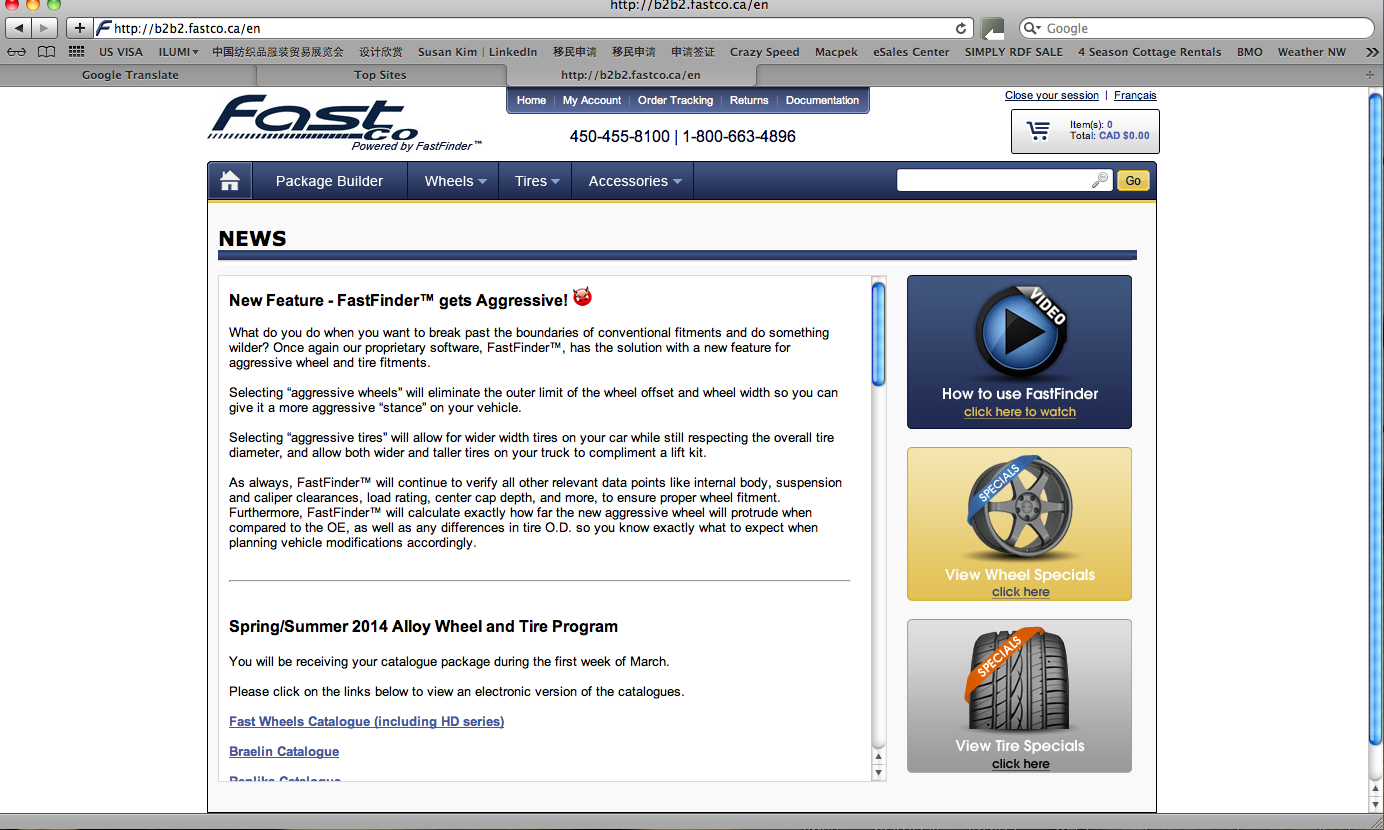 http://b2b2.fastco.ca/en
http://b2b2.fastco.ca/en
Google
US VISA ILUMI 中国纺织品服装贸易展览会 设计欣赏 Susan Kim | LinkedIn 移民申请 移民申请 申请签证 Crazy Speed Macpek eSales Center SIMPLY RDF SALE 4 Season Cottage Rentals BMO Weather NW
Google Translate Top Sites http://b2b2.fastco.ca/en
Fast co
Powered by FastFinder™
Home | My Account | Order Tracking | Returns | Documentation
450-455-8100 | 1-800-663-4896
Close your session | Français
Item(s): 0
Total: CAD $0.00
Package Builder Wheels Tires Accessories Go
NEWS
New Feature - FastFinder™ gets Aggressive!
What do you do when you want to break past the boundaries of conventional fitments and do something
wilder? Once again our proprietary software, FastFinder™, has the solution with a new feature for
aggressive wheel and tire fitments.
Selecting “aggressive wheels” will eliminate the outer limit of the wheel offset and wheel width so you can
give it a more aggressive “stance” on your vehicle.
Selecting “aggressive tires” will allow for wider width tires on your car while still respecting the overall tire
diameter, and allow both wider and taller tires on your truck to compliment a lift kit.
As always, FastFinder™ will continue to verify all other relevant data points like internal body, suspension
and caliper clearances, load rating, center cap depth, and more, to ensure proper wheel fitment.
Furthermore, FastFinder™ will calculate exactly how far the new aggressive wheel will protrude when
compared to the OE, as well as any differences in tire O.D. so you know exactly what to expect when
planning vehicle modifications accordingly.
Spring/Summer 2014 Alloy Wheel and Tire Program
You will be receiving your catalogue package during the first week of March.
Please click on the links below to view an electronic version of the catalogues.
Fast Wheels Catalogue (including HD series)
Braelin Catalogue
Replika Catalogue
VIDEO
How to use FastFinder
click here to watch
SPECIALS
View Wheel Specials
click here
SPECIALS
View Tire Specials
click here